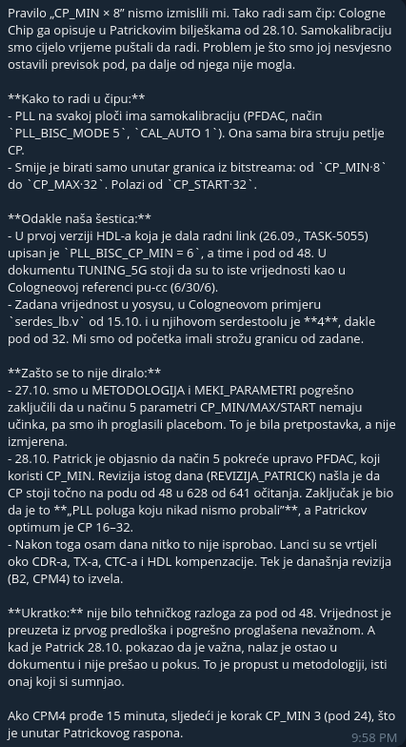 Pravilo „CP_MIN × 8” nismo izmislili mi. Tako radi sam čip: Cologne
Chip ga opisuje u Patrickovim bilješkama od 28.10. Samokalibraciju
smo cijelo vrijeme puštali da radi. Problem je što smo joj nesvjesno
ostavili previsok pod, pa dalje od njega nije mogla.
**Kako to radi u čipu:**
- PLL na svakoj ploči ima samokalibraciju (PFDAC, način
`PLL_BISC_MODE 5`, `CAL_AUTO 1`). Ona sama bira struju petlje
CP.
- Smije je birati samo unutar granica iz bitstreama: od `CP_MIN·8`
do `CP_MAX·32`. Polazi od `CP_START·32`.
**Odakle naša šestica:**
- U prvoj verziji HDL-a koja je dala radni link (26.09., TASK-5055)
upisan je `PLL_BISC_CP_MIN = 6`, a time i pod od 48. U
dokumentu TUNING_5G stoji da su to iste vrijednosti kao u
Cologneovoj referenci pu-cc (6/30/6).
- Zadana vrijednost u yosysu, u Cologneovom primjeru
`serdes_lb.v` od 15.10. i u njihovom serdestoolu je **4**, dakle
pod od 32. Mi smo od početka imali strožu granicu od zadane.
**Zašto se to nije diralo:**
- 27.10. smo u METODOLOGIJA i MEKI_PARAMETRI pogrešno
zaključili da u načinu 5 parametri CP_MIN/MAX/START nemaju
učinka, pa smo ih proglasili placebom. To je bila pretpostavka, a nije
izmjerena.
- 28.10. Patrick je objasnio da način 5 pokreće upravo PFDAC, koji
koristi CP_MIN. Revizija istog dana (REVIZIJA_PATRICK) našla je da
CP stoji točno na podu od 48 u 628 od 641 očitanja. Zaključak je bio
da je to **„PLL poluga koju nikad nismo probali”**, a Patrickov
optimum je CP 16–32.
- Nakon toga osam dana nitko to nije isprobao. Lanci su se vrtjeli
oko CDR-a, TX-a, CTC-a i HDL kompenzacije. Tek je današnja revizija
(B2, CPM4) to izvela.
**Ukratko:** nije bilo tehničkog razloga za pod od 48. Vrijednost je
preuzeta iz prvog predloška i pogrešno proglašena nevažnom. A
kad je Patrick 28.10. pokazao da je važna, nalaz je ostao u
dokumentu i nije prešao u pokus. To je propust u metodologiji, isti
onaj koji si sumnjao.
Ako CPM4 prođe 15 minuta, sljedeći je korak CP_MIN 3 (pod 24), što
je unutar Patrickovog raspona.
9:58 PM